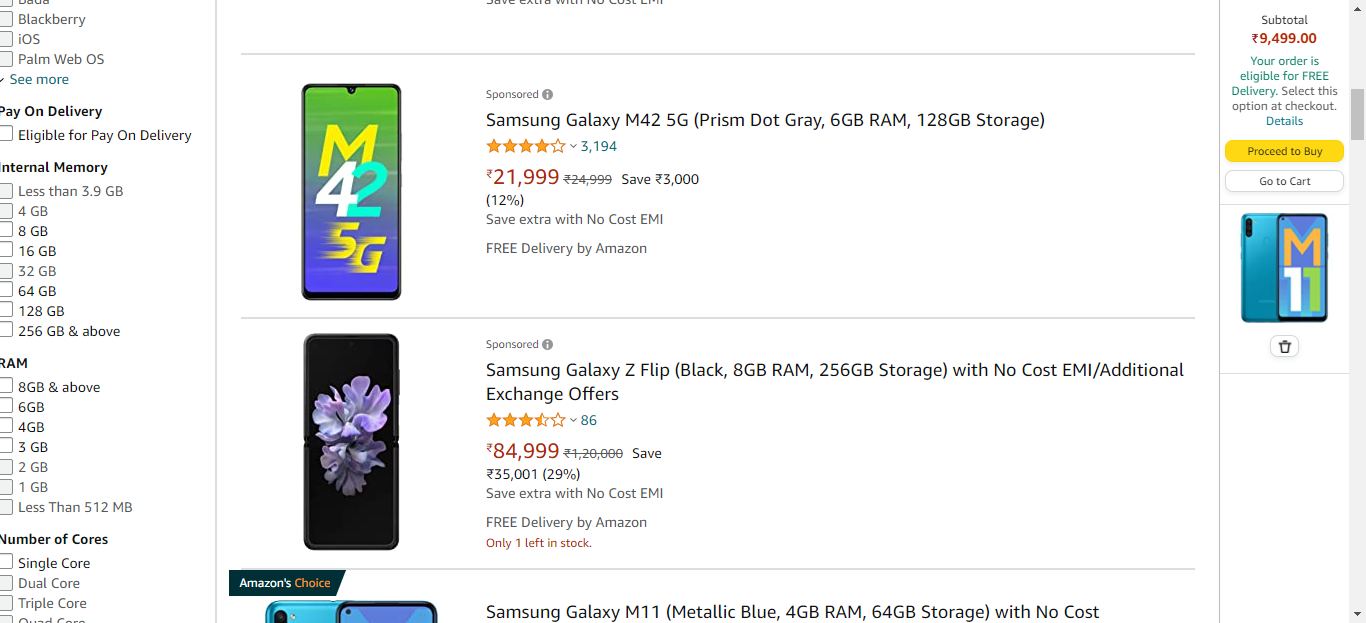 Bada
Blackberry
iOS
Palm Web OS
See more
Pay On Delivery
Eligible for Pay On Delivery
Internal Memory
Less than 3.9 GB
4 GB
8 GB
16 GB
32 GB
64 GB
128 GB
256 GB & above
RAM
8GB & above
6GB
4GB
3 GB
2 GB
1 GB
Less Than 512 MB
Number of Cores
Single Core
Dual Core
Triple Core
Quad Core
Save extra with No Cost EMI
M
42
5G
Sponsored
Samsung Galaxy M42 5G (Prism Dot Gray, 6GB RAM, 128GB Storage)
3,194
₹21,999 ₹24,999 Save ₹3,000
(12%)
Save extra with No Cost EMI
FREE Delivery by Amazon
Sponsored
Samsung Galaxy Z Flip (Black, 8GB RAM, 256GB Storage) with No Cost EMI/Additional
Exchange Offers
86
₹84,999 ₹1,20,000 Save
₹35,001 (29%)
Save extra with No Cost EMI
FREE Delivery by Amazon
Only 1 left in stock.
Amazon's Choice
Samsung Galaxy M11 (Metallic Blue, 4GB RAM, 64GB Storage) with No Cost
Subtotal
₹9,499.00
Your order is
eligible for FREE
Delivery. Select this
option at checkout.
Details
Proceed to Buy
Go to Cart
M
11